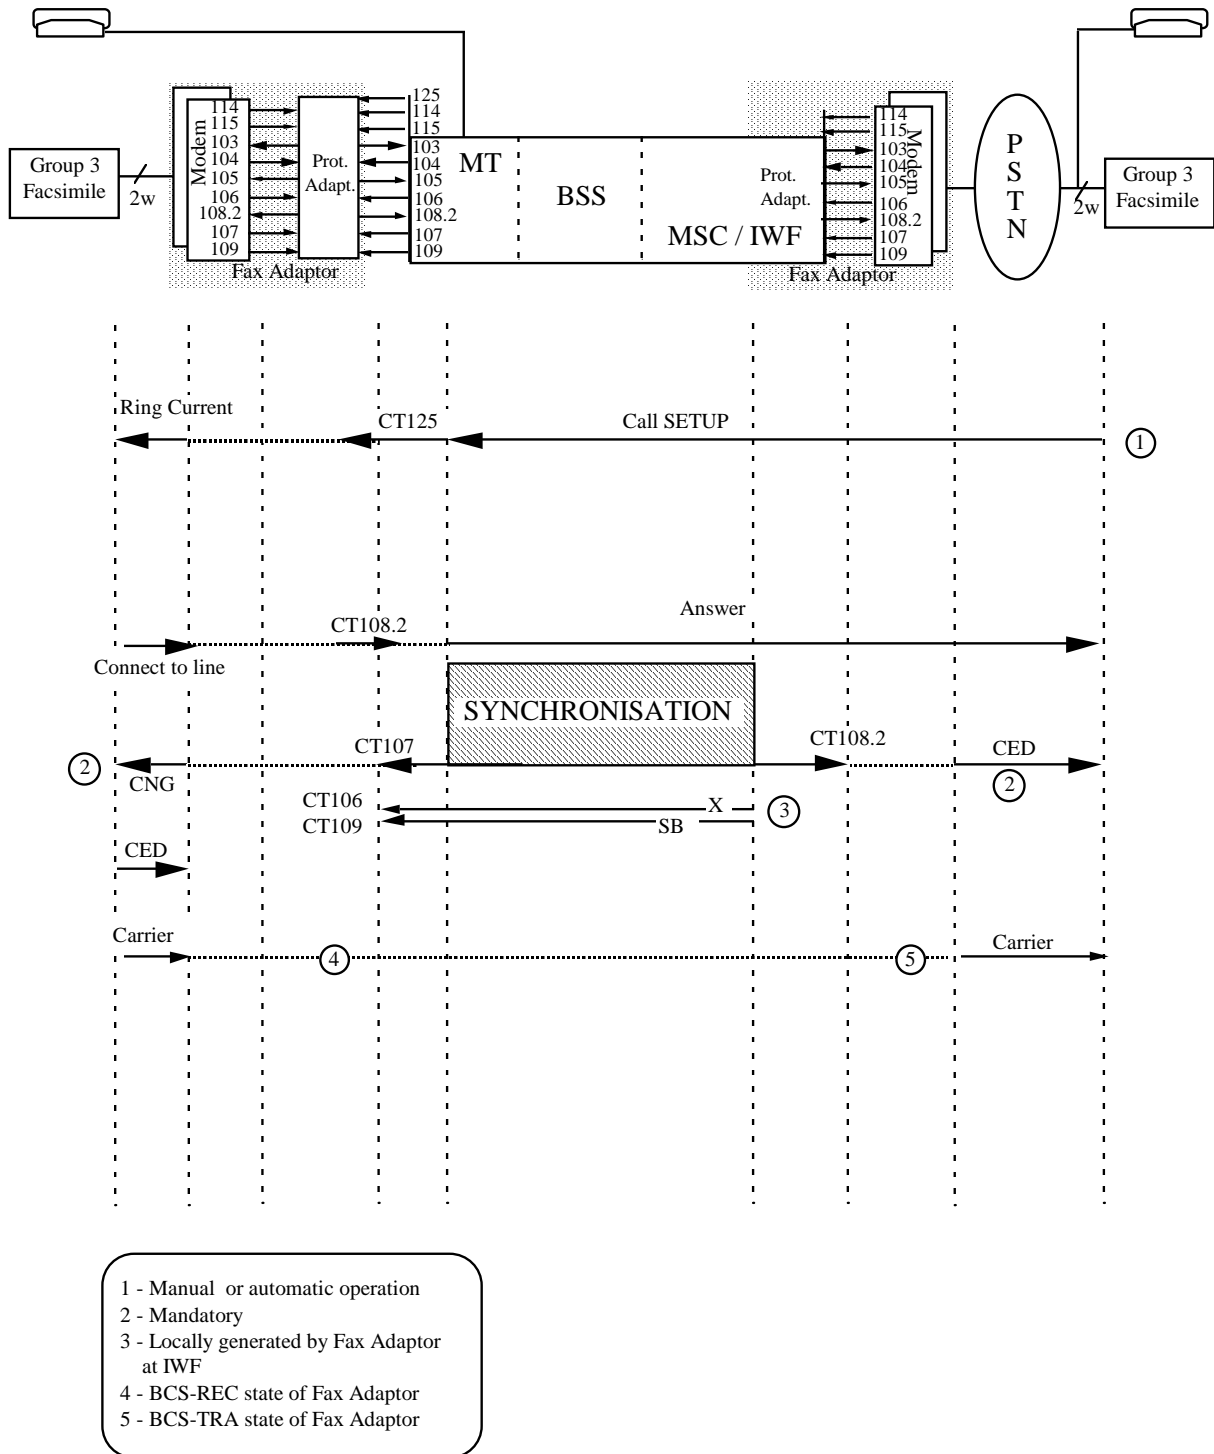 125
114
115
103
104
105
106
108.2
107
109
114
115
103
104
105
106
108.2
107
109
Modem
Prot.
Adapt.
Group 3
Facsimile
2w
Fax Adaptor
MT
BSS
MSC / IWF
Prot.
Adapt.
114
115
103
104
105
106
108.2
107
109
Modem
Fax Adaptor
P
S
T
N
2w
Group 3
Facsimile
Ring Current
CT125
Call SETUP
1
Answer
CT108.2
Connect to line
SYNCHRONISATION
CT107
CT108.2
CED
2
CNG
2
CT106
X
3
CT109
SB
CED
Carrier
4
5
Carrier
1 - Manual or automatic operation
2 - Mandatory
3 - Locally generated by Fax Adaptor
at IWF
4 - BCS-REC state of Fax Adaptor
5 - BCS-TRA state of Fax Adaptor